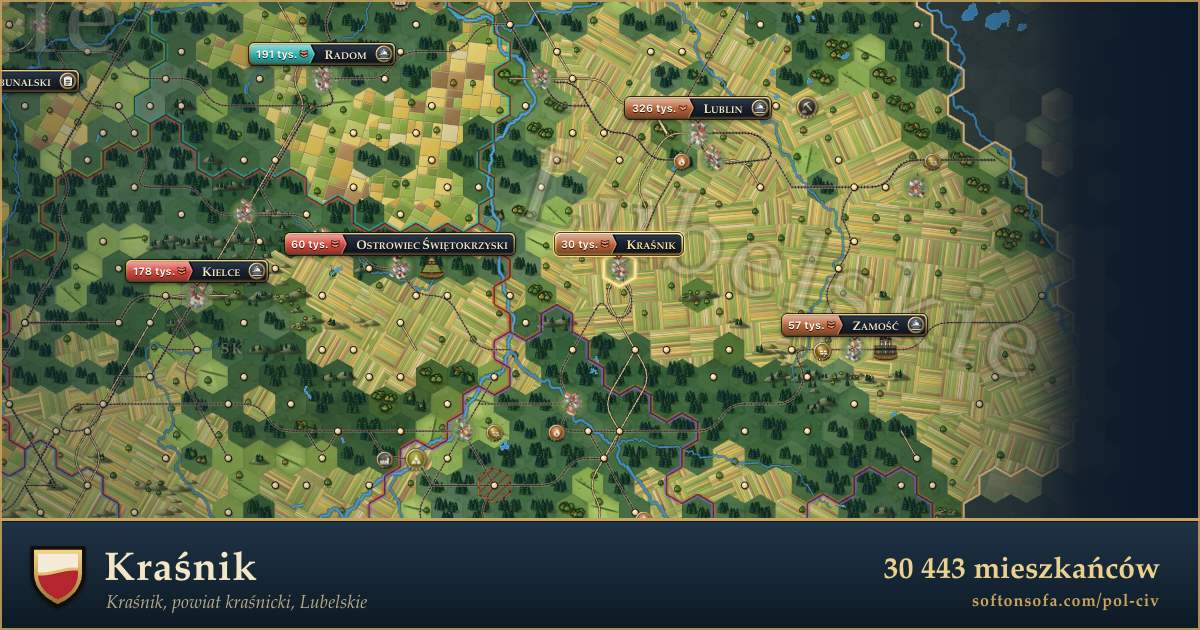 191 tys. RADOM
BUNALSKI
326 tys. LUBLIN
Lubelskie
60 tys. OSTROWIEC ŚWIĘTOKRZYSKI
30 tys. KRAŚNIK
178 tys. KIELCE
57 tys. ZAMOŚĆ
Kraśnik
Kraśnik, powiat kraśnicki, Lubelskie
30 443 mieszkańców
softonsofa.com/pol-civ